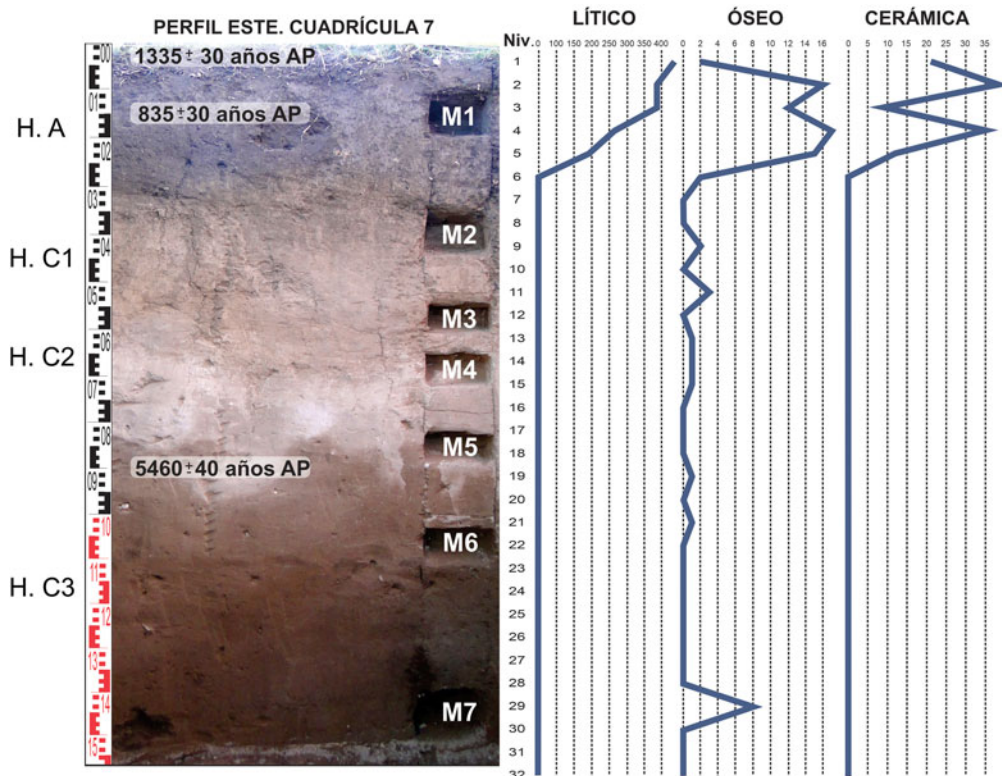 PERFIL ESTE. CUADRÍCULA 7
LÍTICO
ÓSEO
CERÁMICA
Niv.
0 50 100 150 200 250 300 350 400
0 2 4 8 12 16
0 5 10 15 20 25 30 35
1335± 30 años AP
835±30 años AP
5460±40 años AP
H. A
H. C1
H. C2
H. C3
00
01
02
03
04
05
06
07
08
09
10
11
12
13
14
15
M1
M2
M3
M4
M5
M6
M7
1
2
3
4
5
6
7
8
9
10
11
12
13
14
15
16
17
18
19
20
21
22
23
24
25
26
27
28
29
30
31
32